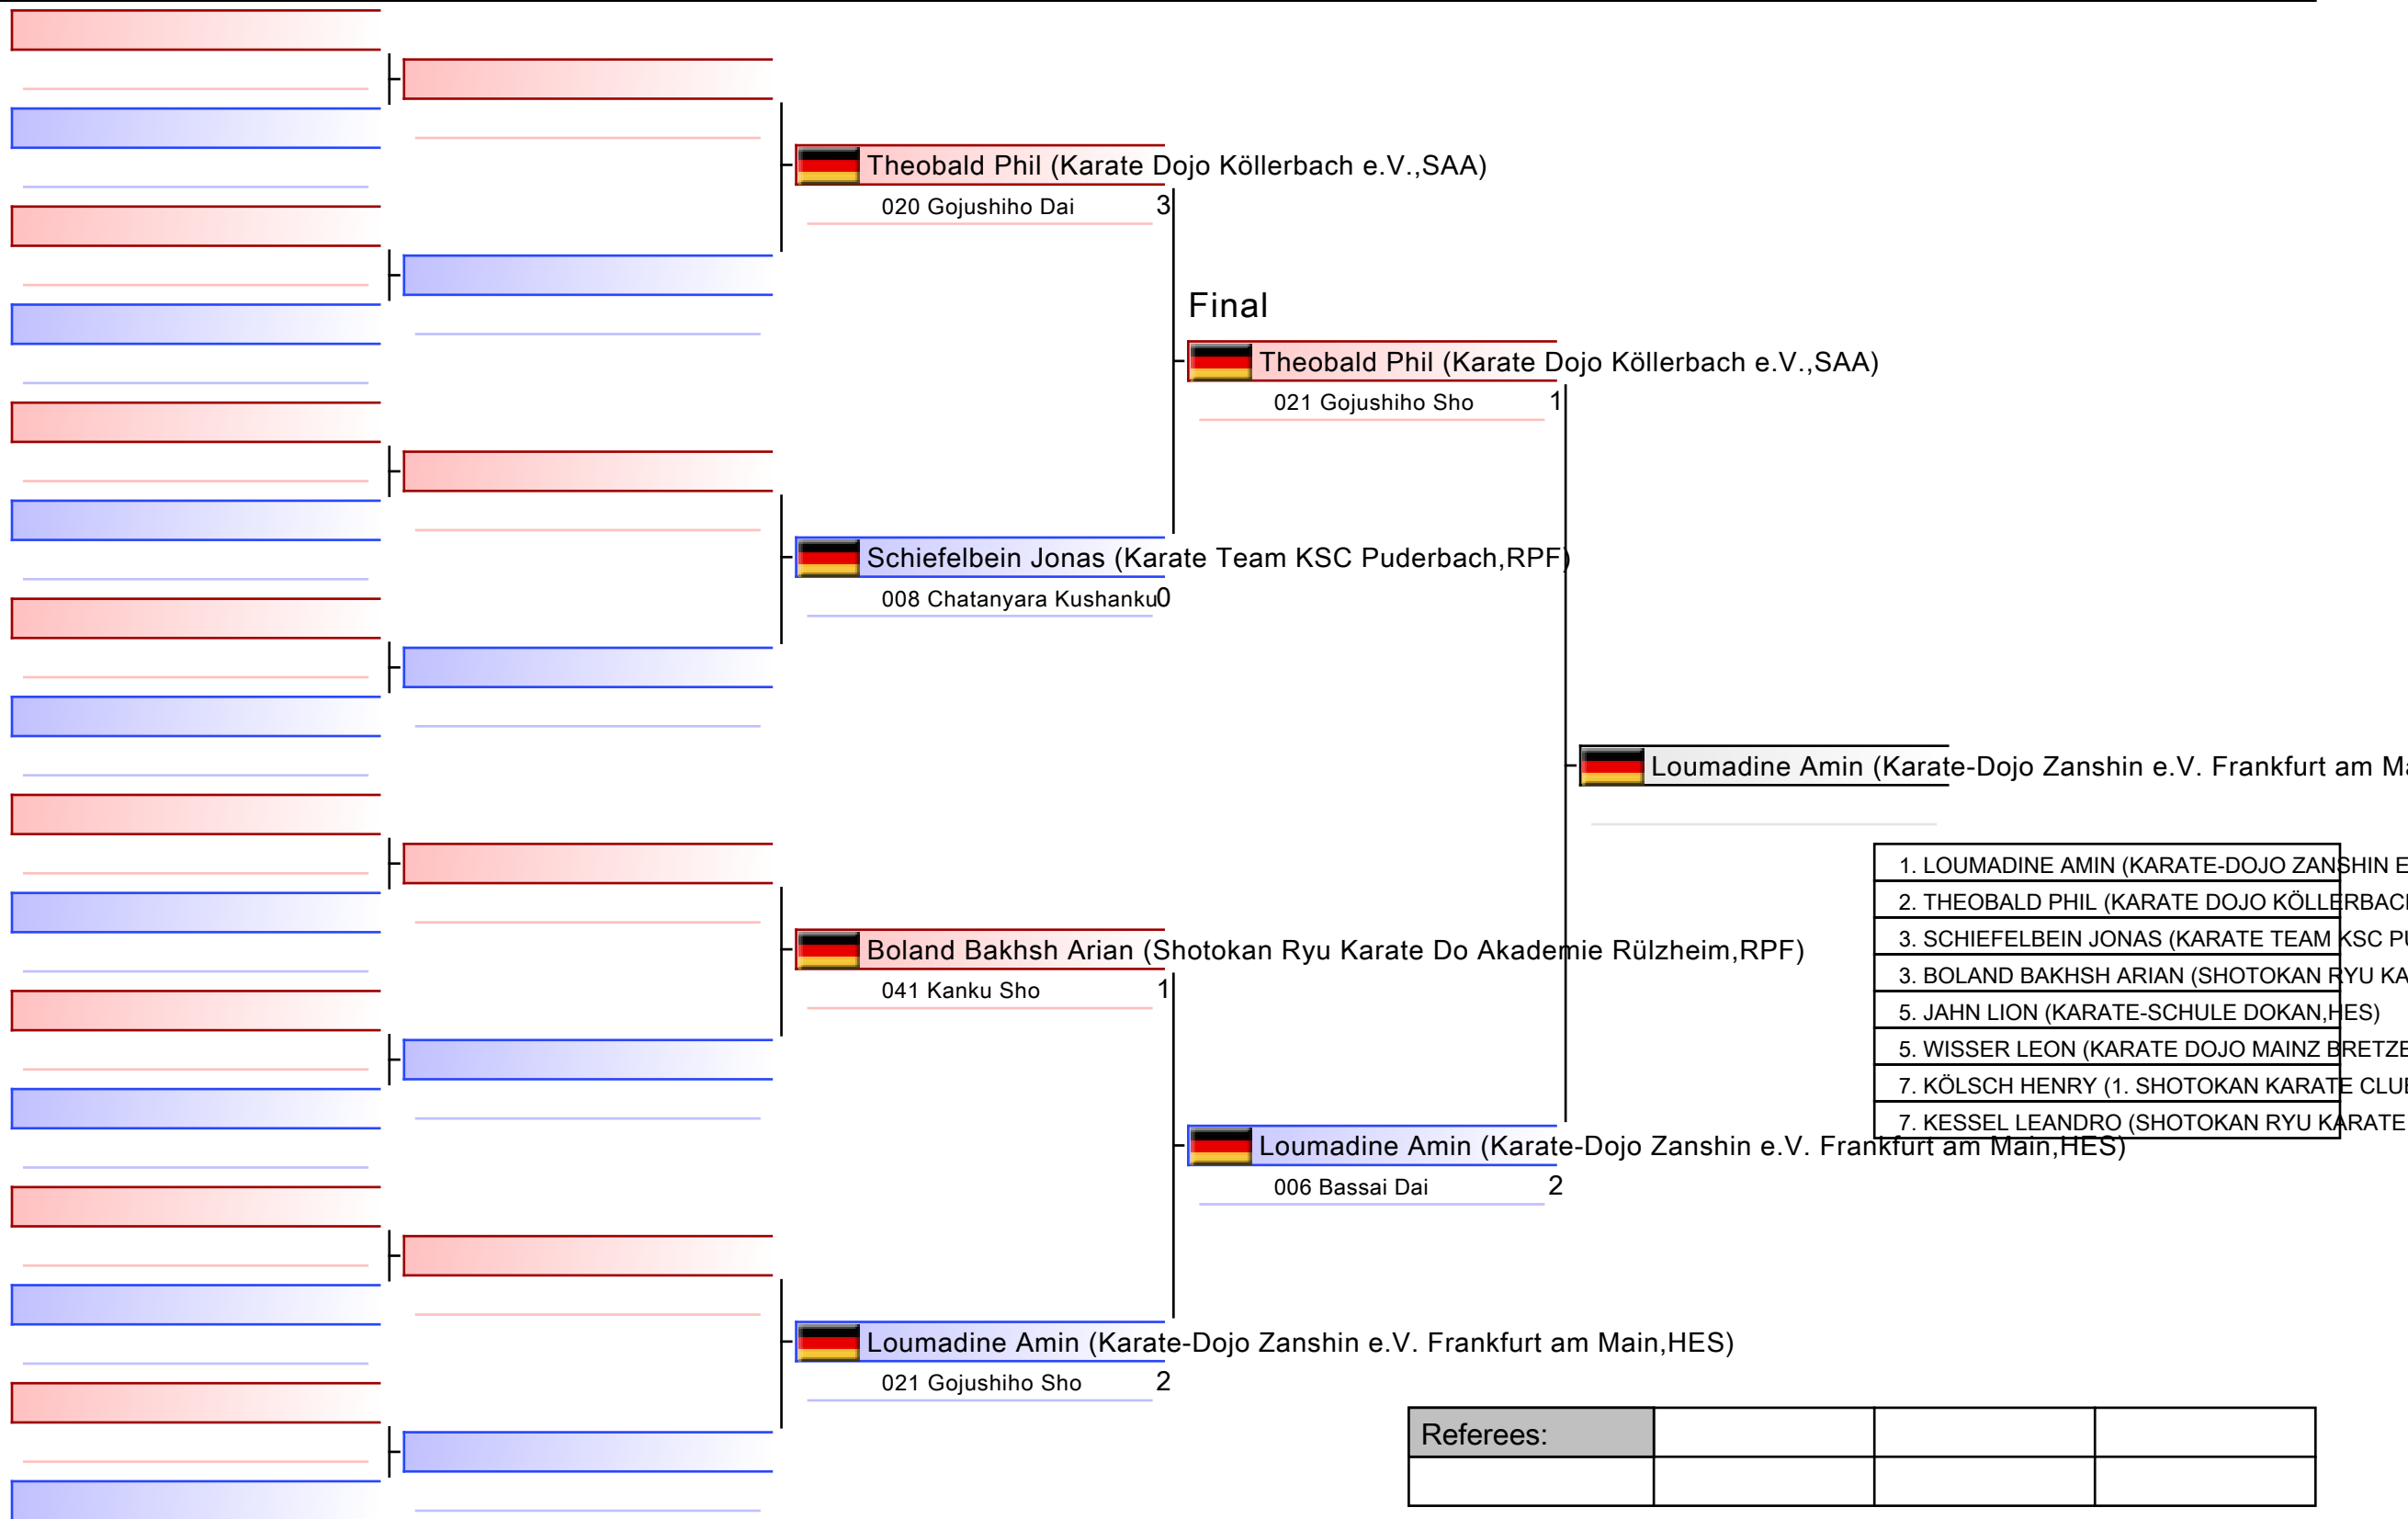 Theobald Phil (Karate Dojo Köllerbach e.V.,SAA)
020 Gojushiho Dai 3
Final
Theobald Phil (Karate Dojo Köllerbach e.V.,SAA)
021 Gojushiho Sho 1
Schiefelbein Jonas (Karate Team KSC Puderbach,RPF)
008 Chatanyara Kushanku 0
Loumadine Amin (Karate-Dojo Zanshin e.V. Frankfurt am Ma
1. LOUMADINE AMIN (KARATE-DOJO ZANSHIN E
2. THEOBALD PHIL (KARATE DOJO KÖLLERBACH
3. SCHIEFELBEIN JONAS (KARATE TEAM KSC PU
3. BOLAND BAKHSH ARIAN (SHOTOKAN RYU KA
5. JAHN LION (KARATE-SCHULE DOKAN,HES)
5. WISSER LEON (KARATE DOJO MAINZ BRETZE
7. KÖLSCH HENRY (1. SHOTOKAN KARATE CLUB
7. KESSEL LEANDRO (SHOTOKAN RYU KARATE
Boland Bakhsh Arian (Shotokan Ryu Karate Do Akademie Rülzheim,RPF)
041 Kanku Sho 1
Loumadine Amin (Karate-Dojo Zanshin e.V. Frankfurt am Main,HES)
006 Bassai Dai 2
Loumadine Amin (Karate-Dojo Zanshin e.V. Frankfurt am Main,HES)
021 Gojushiho Sho 2
Referees: